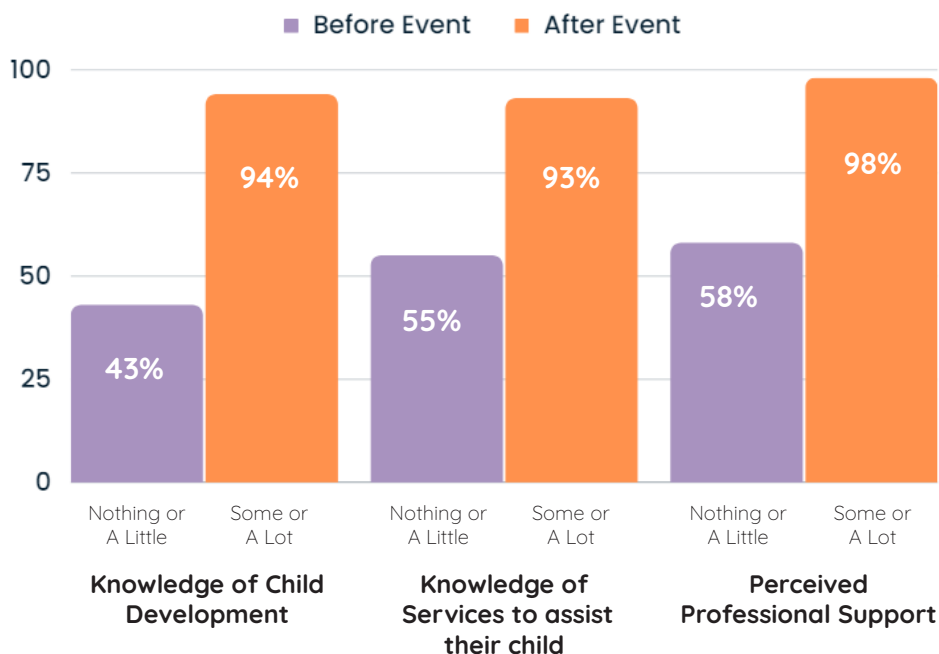 Before Event After Event
100
75
50
25
0
94%
93%
98%
43%
55%
58%
Nothing or
A Little
Some or
A Lot
Nothing or
A Little
Some or
A Lot
Nothing or
A Little
Some or
A Lot
Knowledge of Child
Development
Knowledge of
Services to assist
their child
Perceived
Professional Support